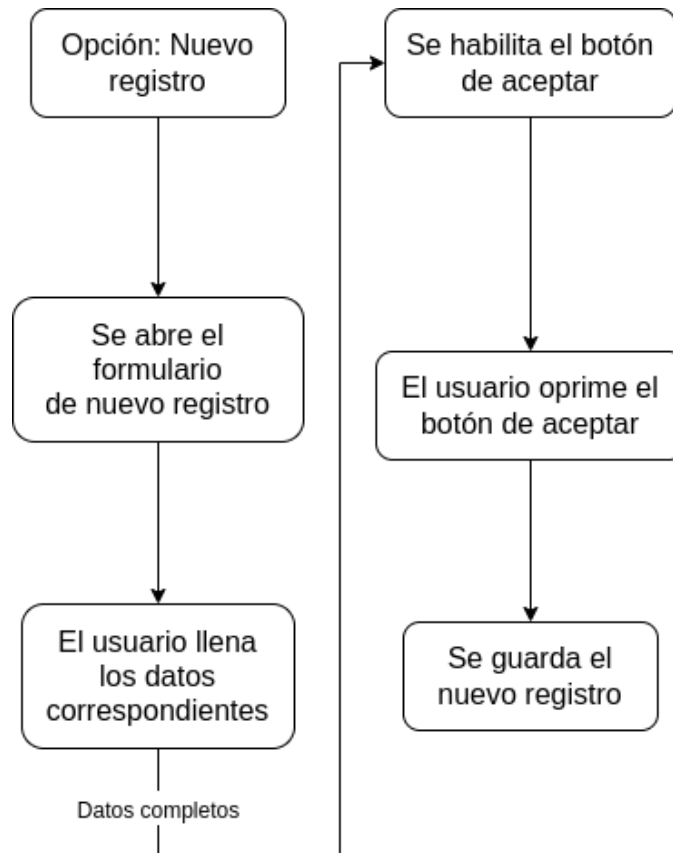 Opción: Nuevo
registro
Se abre el
formulario
de nuevo registro
El usuario llena
los datos
correspondientes
Datos completos
Se habilita el botón
de aceptar
El usuario oprime el
botón de aceptar
Se guarda el
nuevo registro